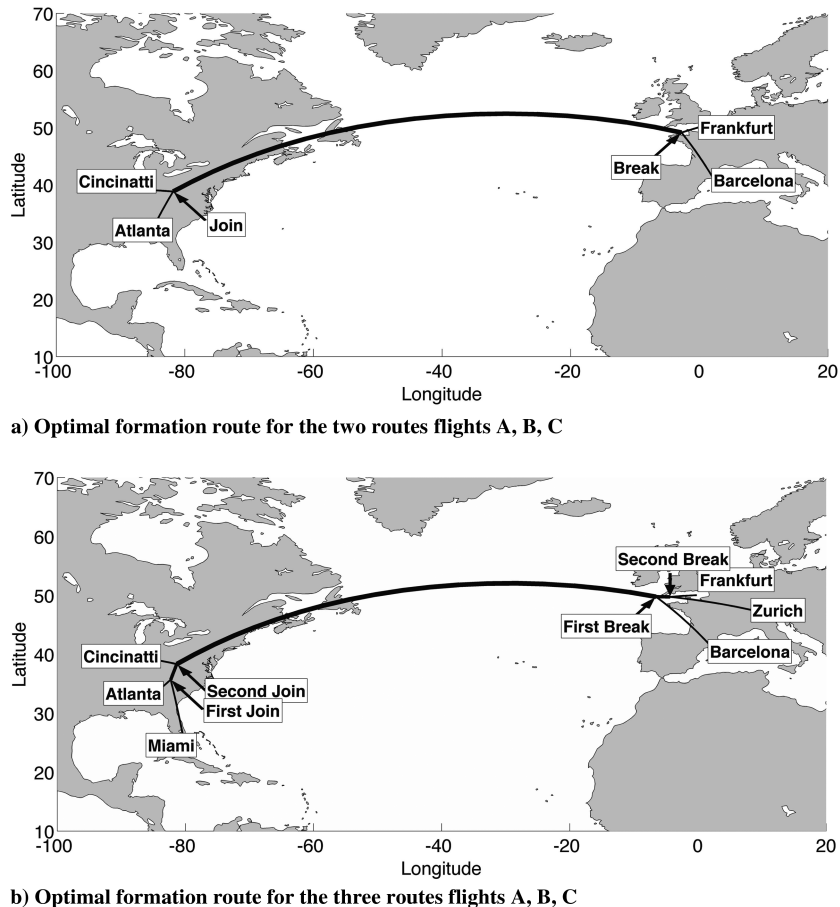 70
60
50
40
30
20
10
Latitude
-100
-80
-60
-40
-20
0
20
Longitude
Cincinatti
Atlanta
Join
Break
Frankfurt
Barcelona
a) Optimal formation route for the two routes flights A, B, C
70
60
50
40
30
20
10
Latitude
-100
-80
-60
-40
-20
0
20
Longitude
Cincinatti
Atlanta
Miami
Second Join
First Join
Second Break
Frankfurt
Zurich
First Break
Barcelona
b) Optimal formation route for the three routes flights A, B, C